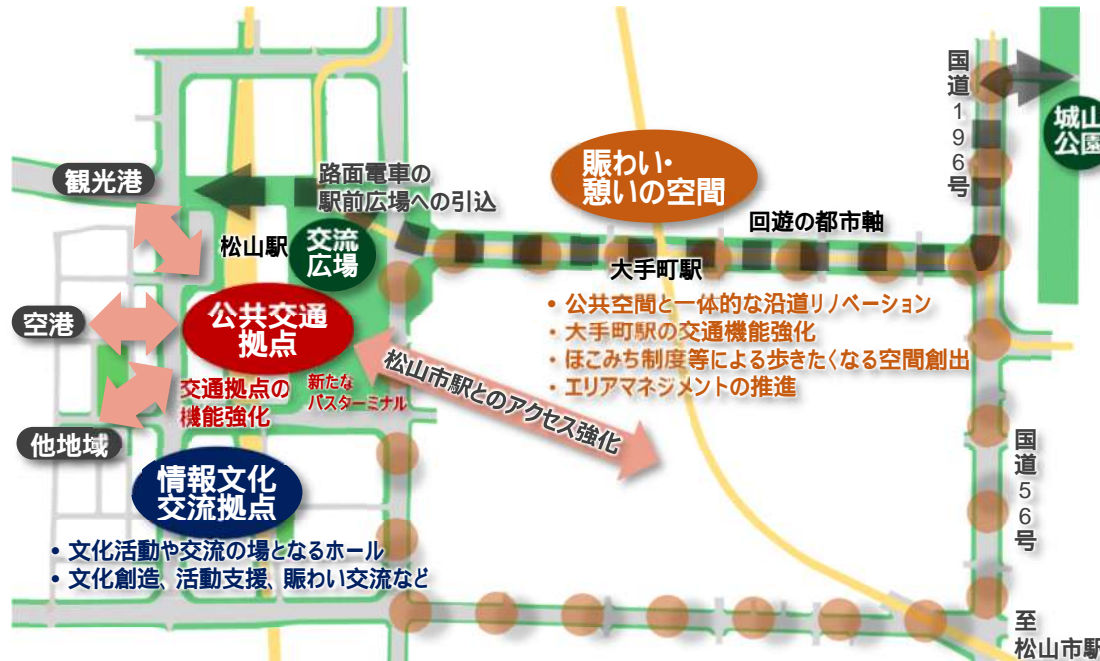 国道196号
城山
公園
賑わい・
憩いの空間
観光港
路面電車の
駅前広場への引込
回遊の都市軸
松山駅
交流
広場
大手町駅
・公共空間と一体的な沿道リノベーション
・大手町駅の交通機能強化
・ほこみち制度等による歩きたくなる空間創出
・エリアマネジメントの推進
空港
公共交通
拠点
松山市駅とのアクセス強化
交通拠点の
機能強化
新たな
バスターミナル
他地域
情報文化
交流拠点
・文化活動や交流の場となるホール
・文化創造、活動支援、賑わい交流など
国道56号
至
松山市駅